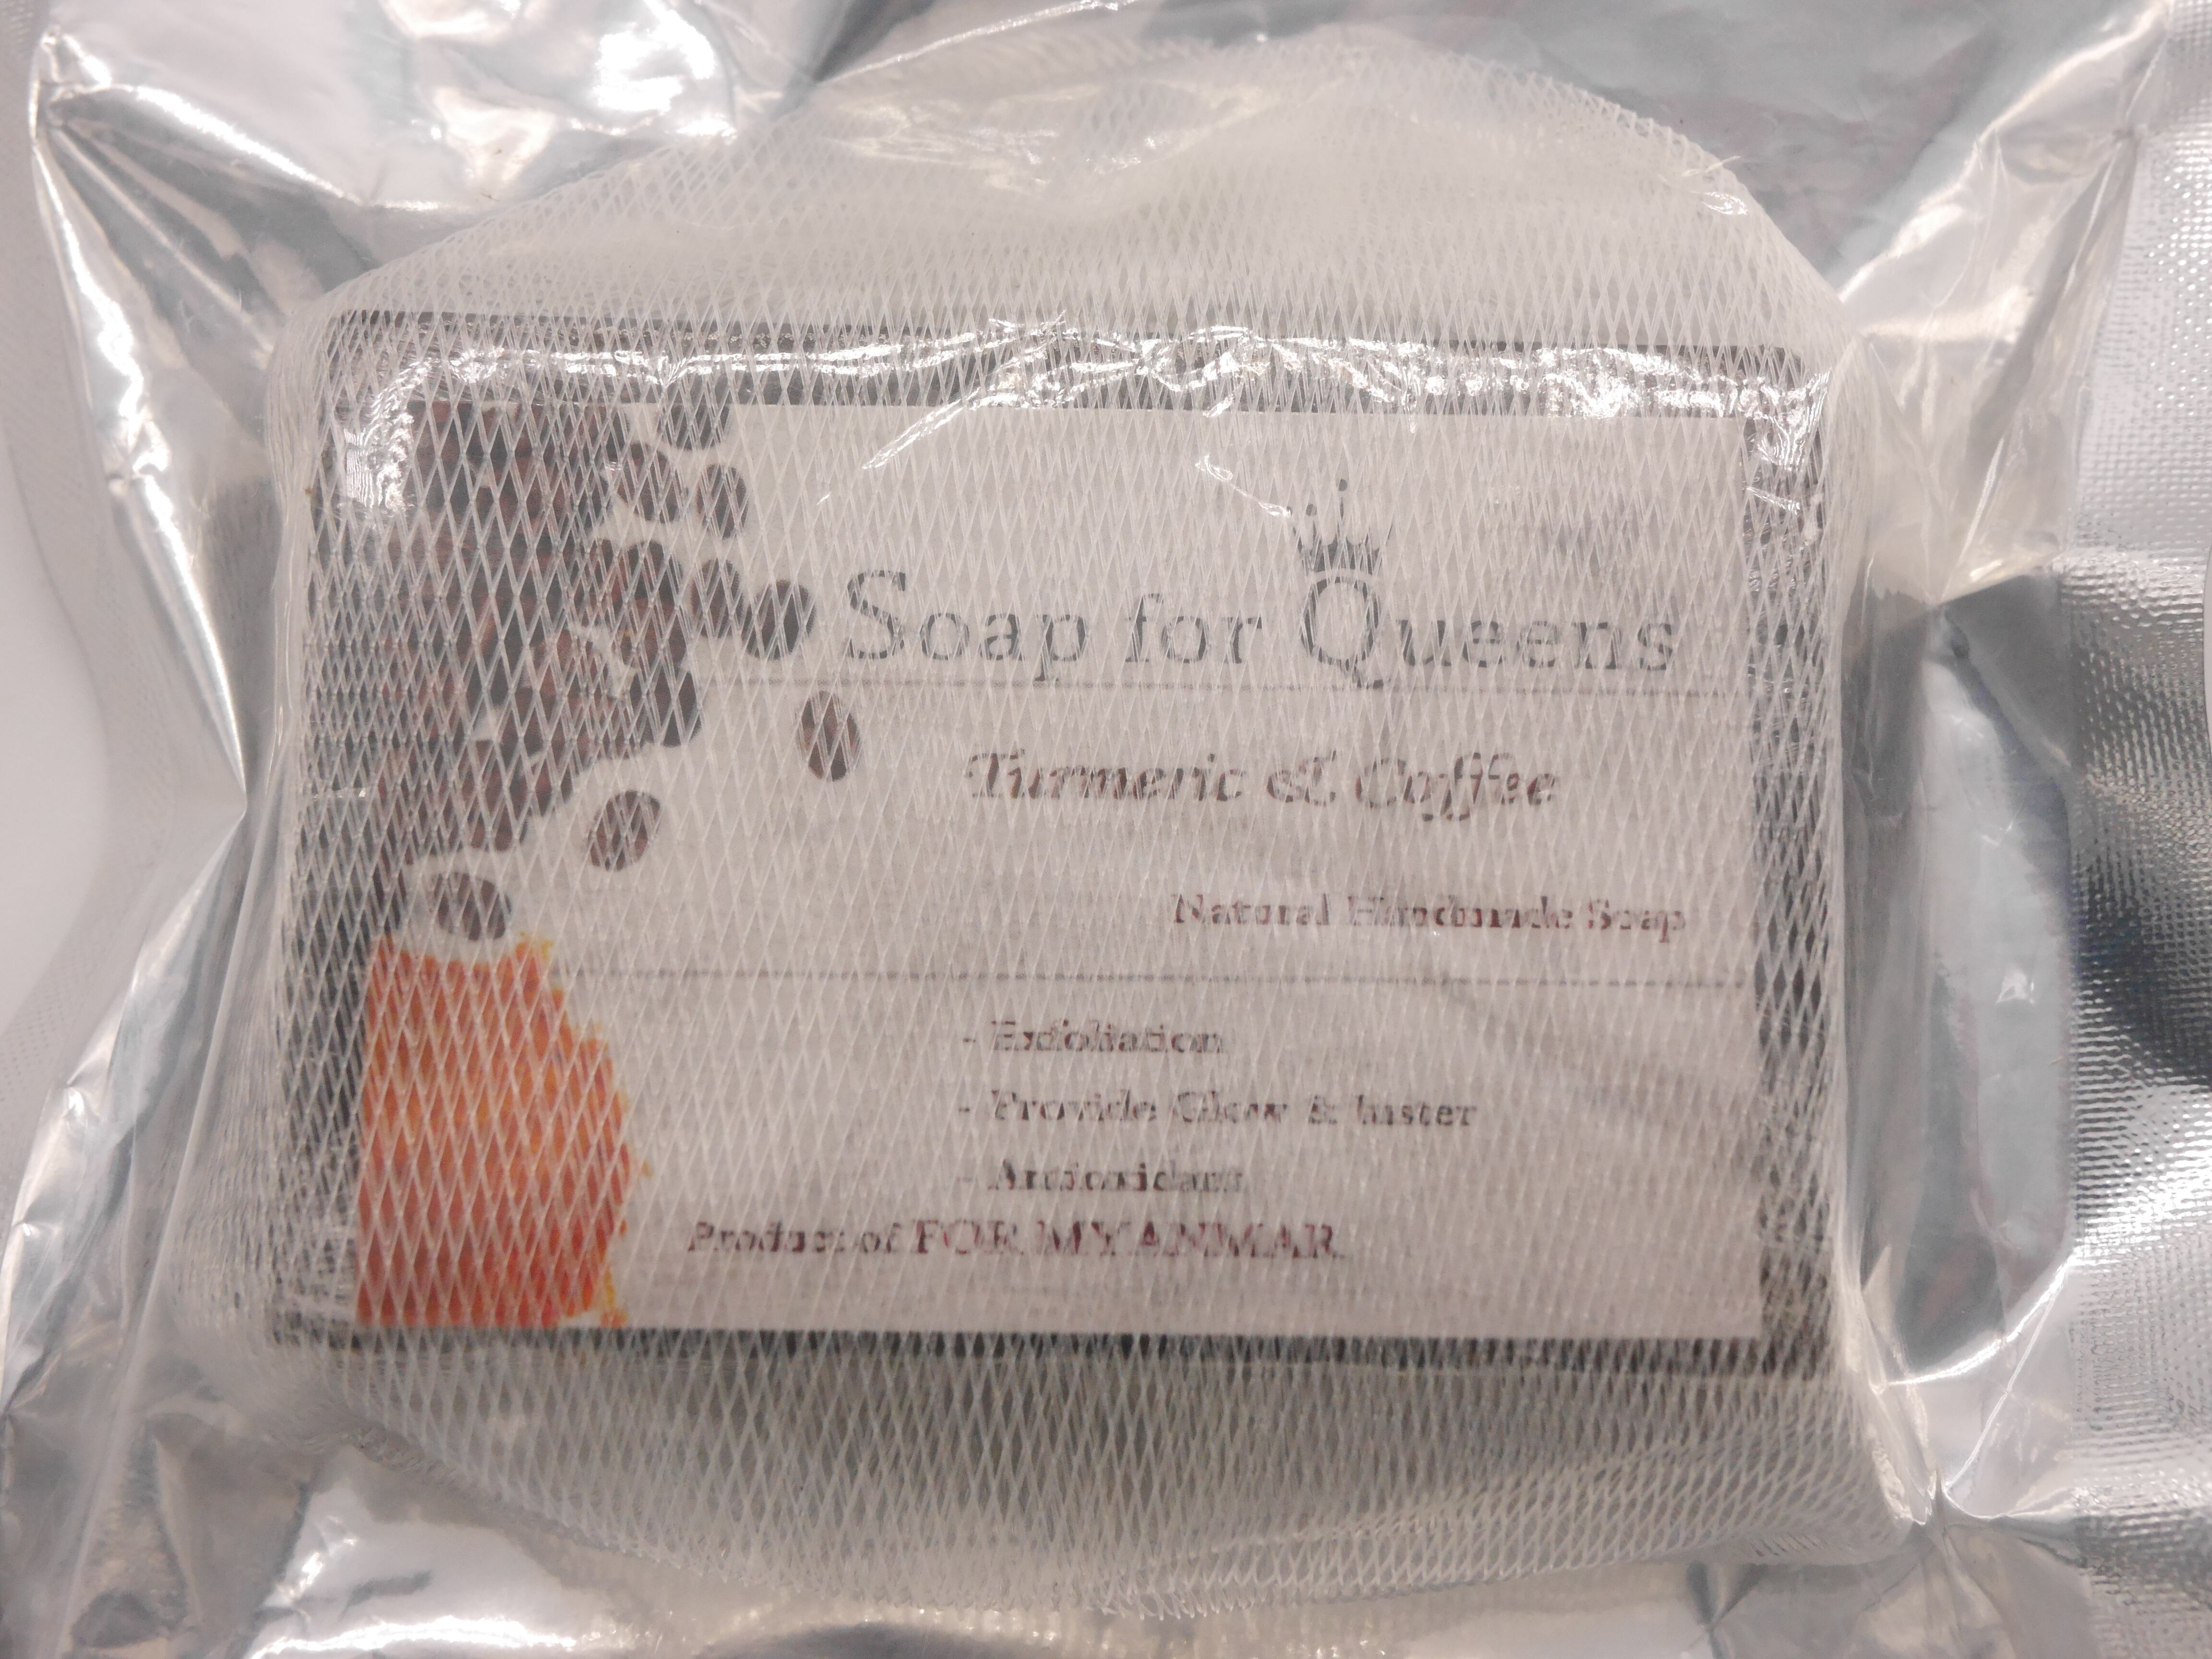 Soap for Queens
Turmeric & Coffee
Natural Handmade Soap
- Exfoliation
- Provide Glow & luster
- Antioxidant
Product of FOR MYANMAR